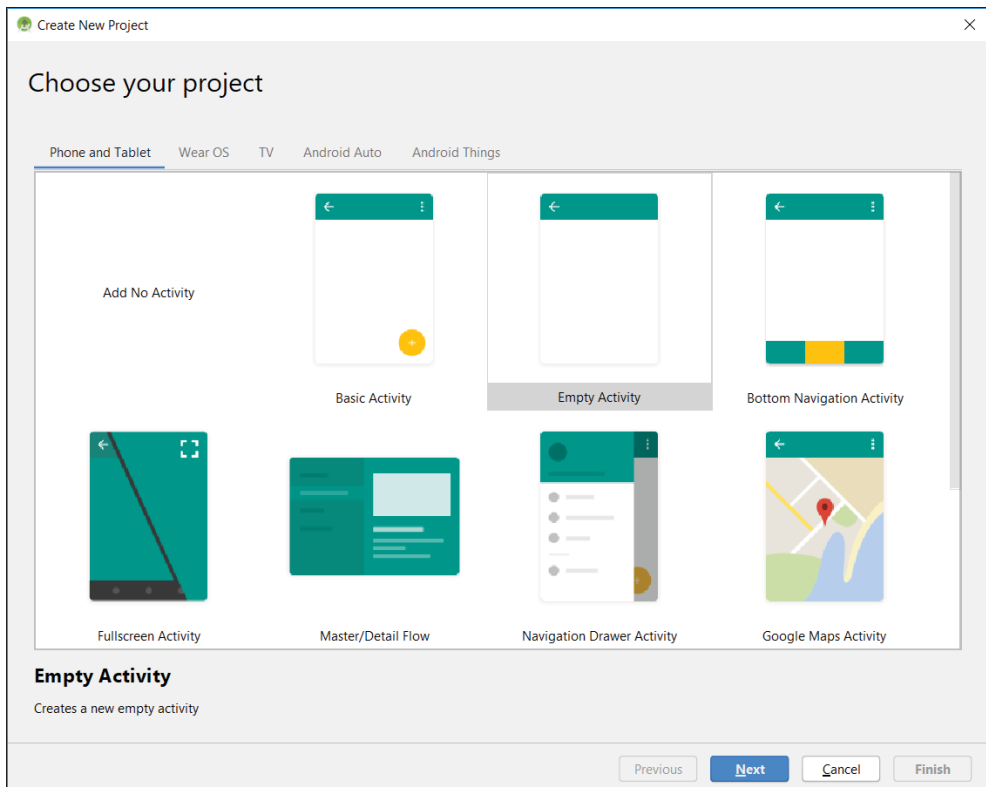 Create New Project
Choose your project
Phone and Tablet Wear OS TV Android Auto Android Things
Add No Activity
Basic Activity
Empty Activity
Bottom Navigation Activity
Fullscreen Activity
Master/Detail Flow
Navigation Drawer Activity
Google Maps Activity
Empty Activity
Creates a new empty activity
Previous Next Cancel Finish